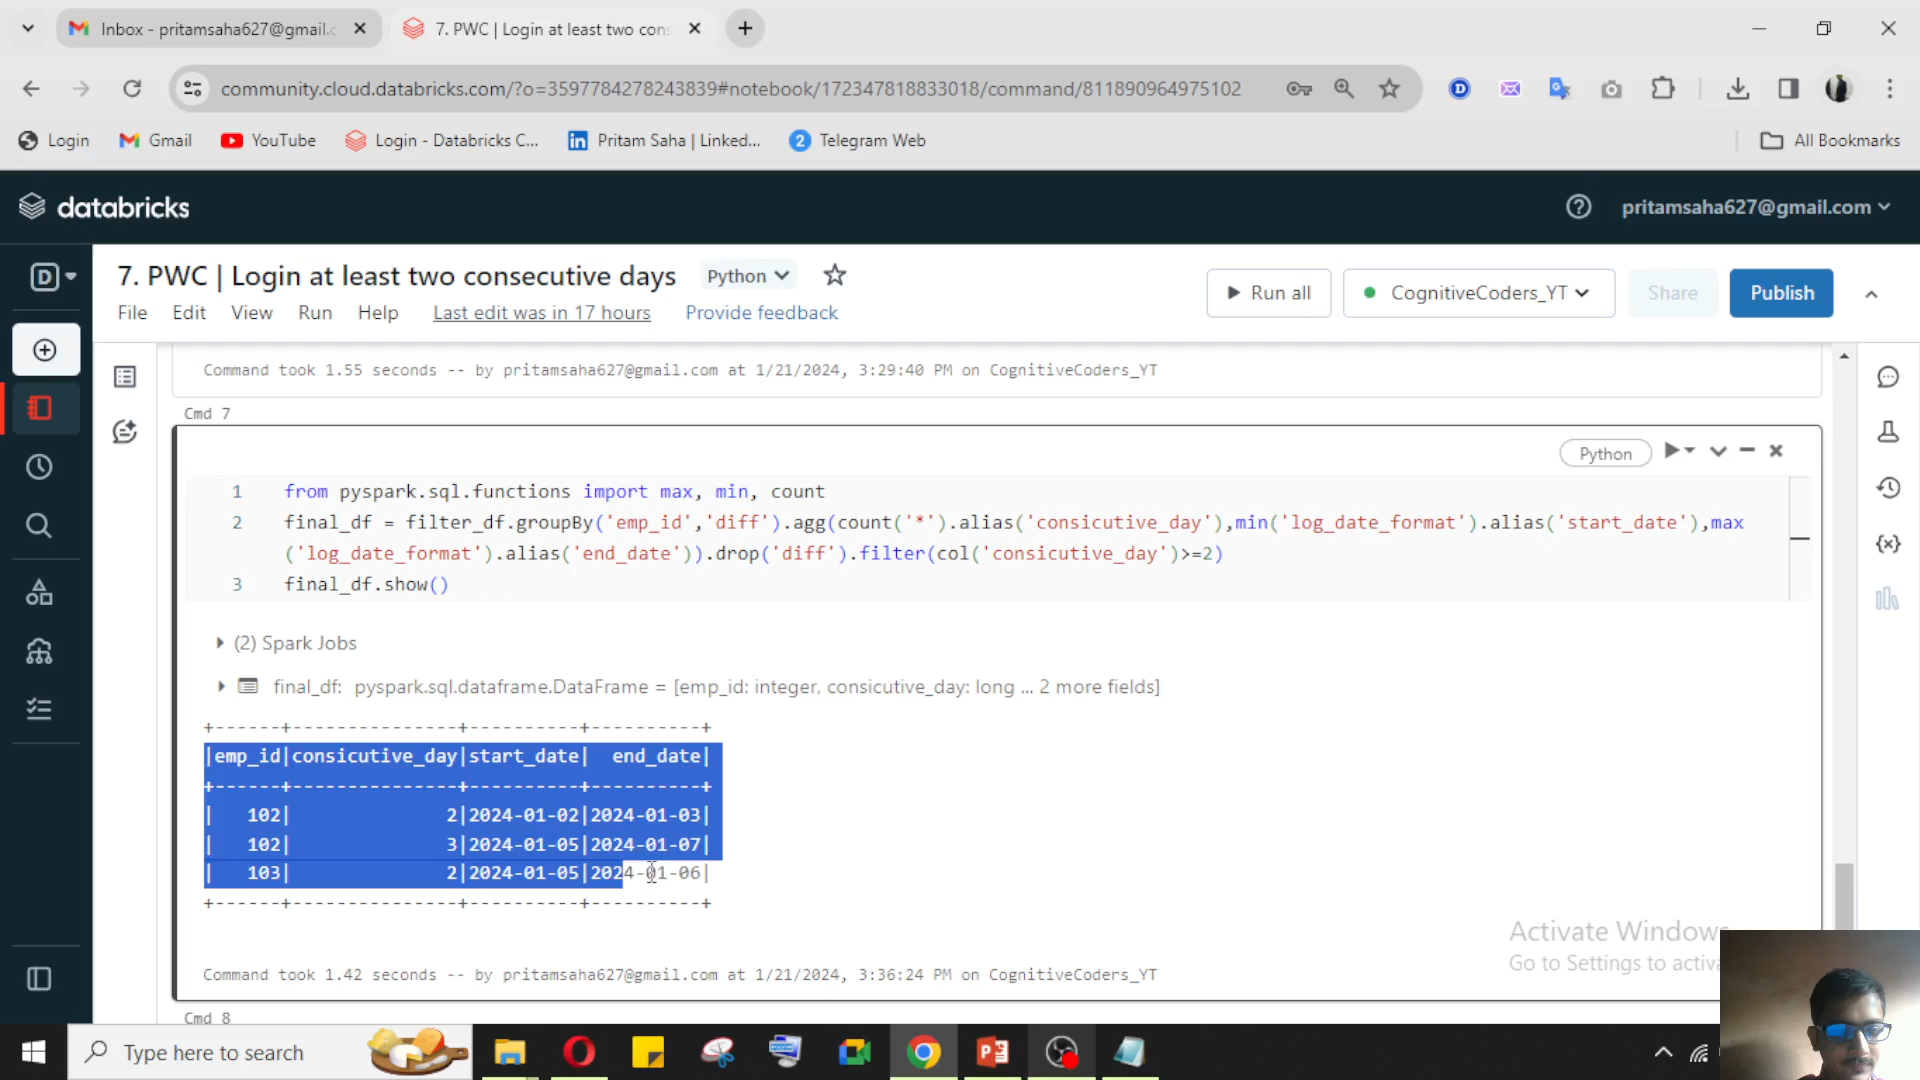 Inbox - pritamsaha627@gmail.c
7. PWC | Login at least two cons
community.cloud.databricks.com/?o=3597784278243839#notebook/172347818833018/command/811890964975102
Login
Gmail
YouTube
Login - Databricks C...
Pritam Saha | Linked...
2 Telegram Web
All Bookmarks
databricks
pritamsaha627@gmail.com
D
7. PWC | Login at least two consecutive days
Python
File Edit View Run Help Last edit was in 17 hours Provide feedback
Run all
CognitiveCoders_YT
Share
Publish
Command took 1.55 seconds -- by pritamsaha627@gmail.com at 1/21/2024, 3:29:40 PM on CognitiveCoders_YT
Cmd 7
Python
1 from pyspark.sql.functions import max, min, count
2 final_df = filter_df.groupBy('emp_id','diff').agg(count('*').alias('consicutive_day'),min('log_date_format').alias('start_date'),max
('log_date_format').alias('end_date')).drop('diff').filter(col('consicutive_day')>=2)
3 final_df.show()
(2) Spark Jobs
final_df: pyspark.sql.dataframe.DataFrame = [emp_id: integer, consicutive_day: long ... 2 more fields]
+------+---------------+----------+----------+
|emp_id|consicutive_day|start_date|  end_date|
+------+---------------+----------+----------+
|   102|              2|2024-01-02|2024-01-03|
|   102|              3|2024-01-05|2024-01-07|
|   103|              2|2024-01-05|2024-01-06|
+------+---------------+----------+----------+
Command took 1.42 seconds -- by pritamsaha627@gmail.com at 1/21/2024, 3:36:24 PM on CognitiveCoders_YT
Cmd 8
Activate Windows
Go to Settings to activa
Type here to search